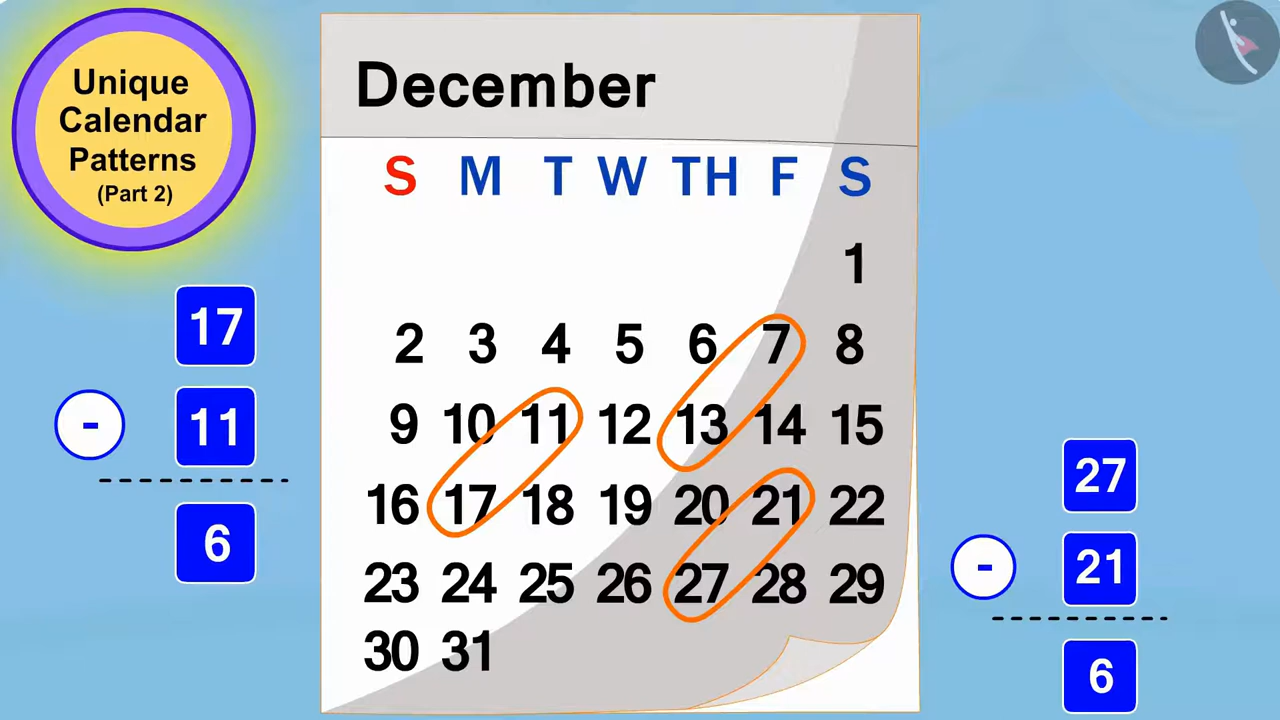 Unique
Calendar
Patterns
(Part 2)
December
S M T W TH F S
1
2 3 4 5 6 7 8
9 10 11 12 13 14 15
16 17 18 19 20 21 22
23 24 25 26 27 28 29
30 31
17
- 11
6
27
- 21
6